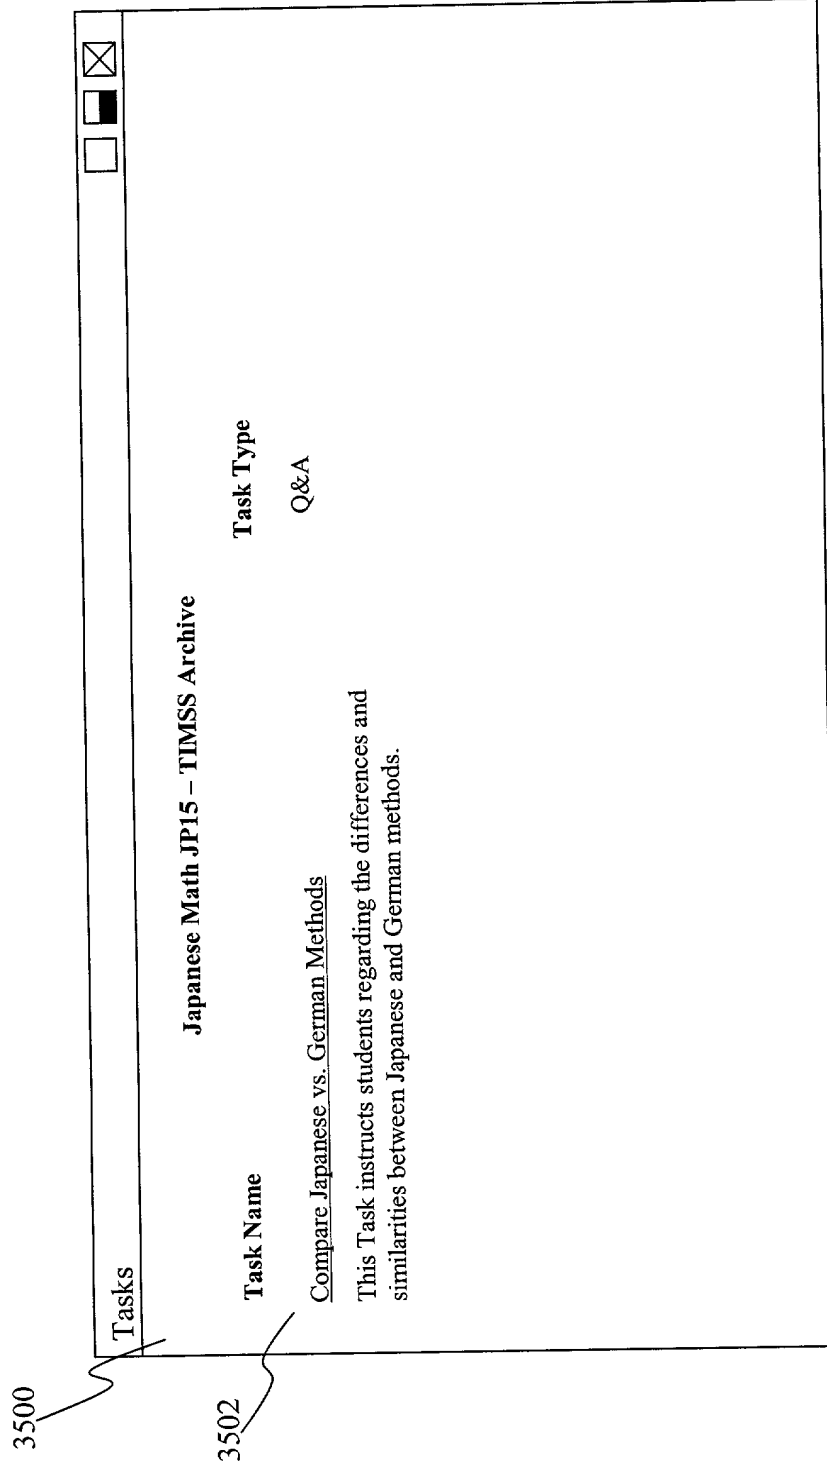 Tasks
Japanese Math JP15 – TIMSS Archive
Task Name Task Type
Compare Japanese vs. German Methods Q&A
This Task instructs students regarding the differences and
similarities between Japanese and German methods.
3500
3502